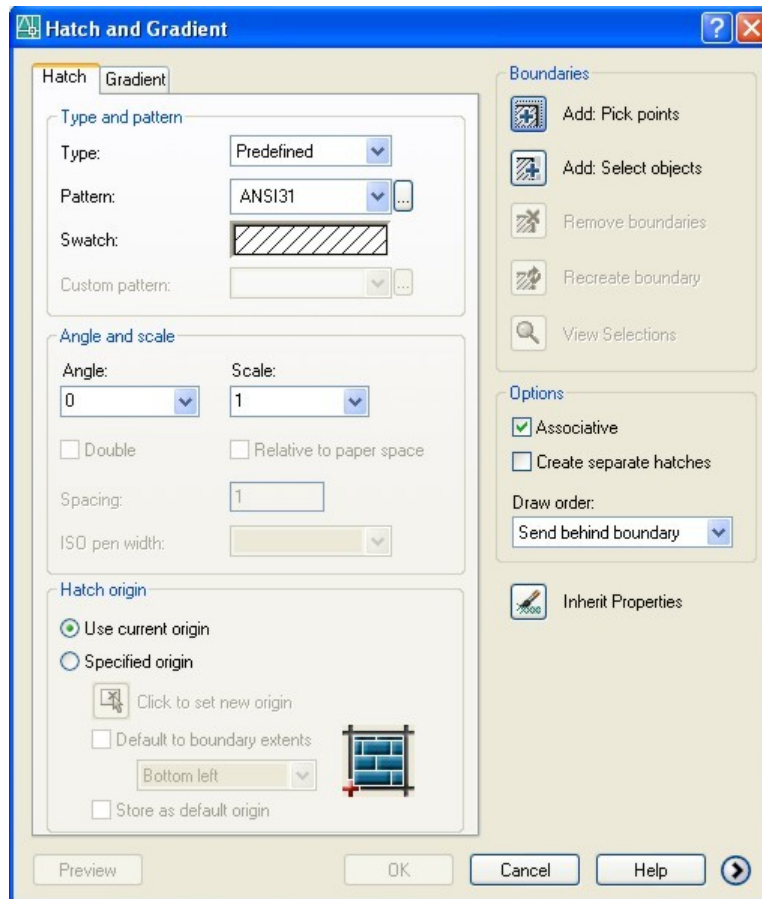 Hatch and Gradient
Hatch Gradient
Type and pattern
Type: Predefined
Pattern: ANSI31 ...
Swatch:
Custom pattern: ...
Angle and scale
Angle: Scale:
0 1
Double Relative to paper space
Spacing: 1
ISO pen width:
Hatch origin
Use current origin
Specified origin
Click to set new origin
Default to boundary extents
Bottom left
Store as default origin
Boundaries
Add: Pick points
Add: Select objects
Remove boundaries
Recreate boundary
View Selections
Options
Associative
Create separate hatches
Draw order:
Send behind boundary
Inherit Properties
Preview OK Cancel Help